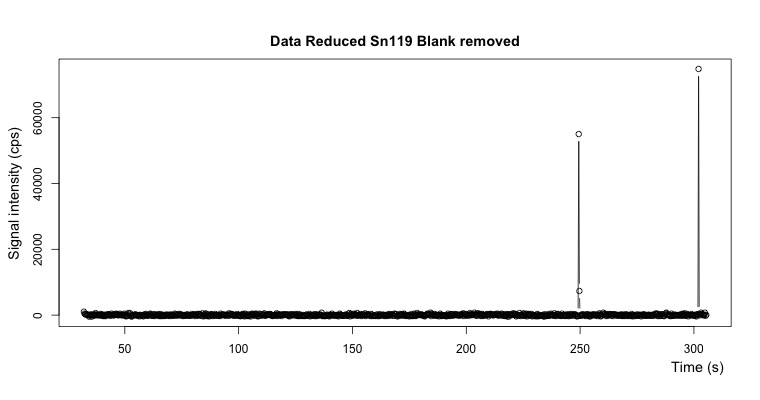 Data Reduced Sn119 Blank removed
Signal intensity (cps)
60000
40000
20000
0
50 100 150 200 250 300
Time (s)